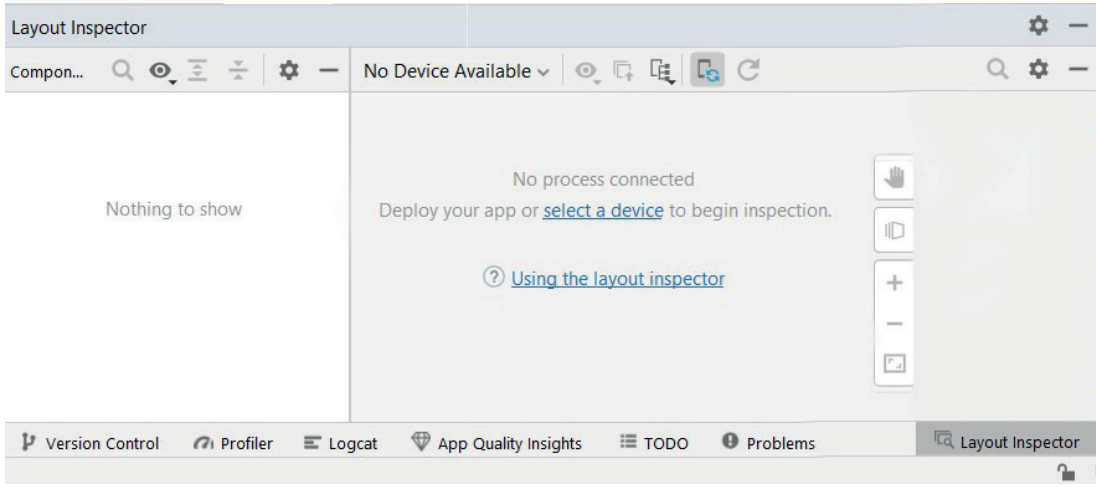 Layout Inspector
Compon...
No Device Available
Nothing to show
No process connected
Deploy your app or select a device to begin inspection.
? Using the layout inspector
Version Control Profiler Logcat App Quality Insights TODO Problems Layout Inspector